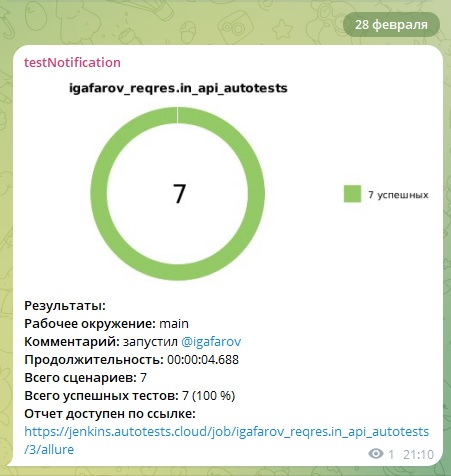 28 февраля
testNotification
igafarov_reqres.in_api_autotests
7
7 успешных
Результаты:
Рабочее окружение: main
Комментарий: запустил @igafarov
Продолжительность: 00:00:04.688
Всего сценариев: 7
Всего успешных тестов: 7 (100 %)
Отчет доступен по ссылке:
https://jenkins.autotests.cloud/job/igafarov_reqres.in_api_autotests
/3/allure
1 21:10